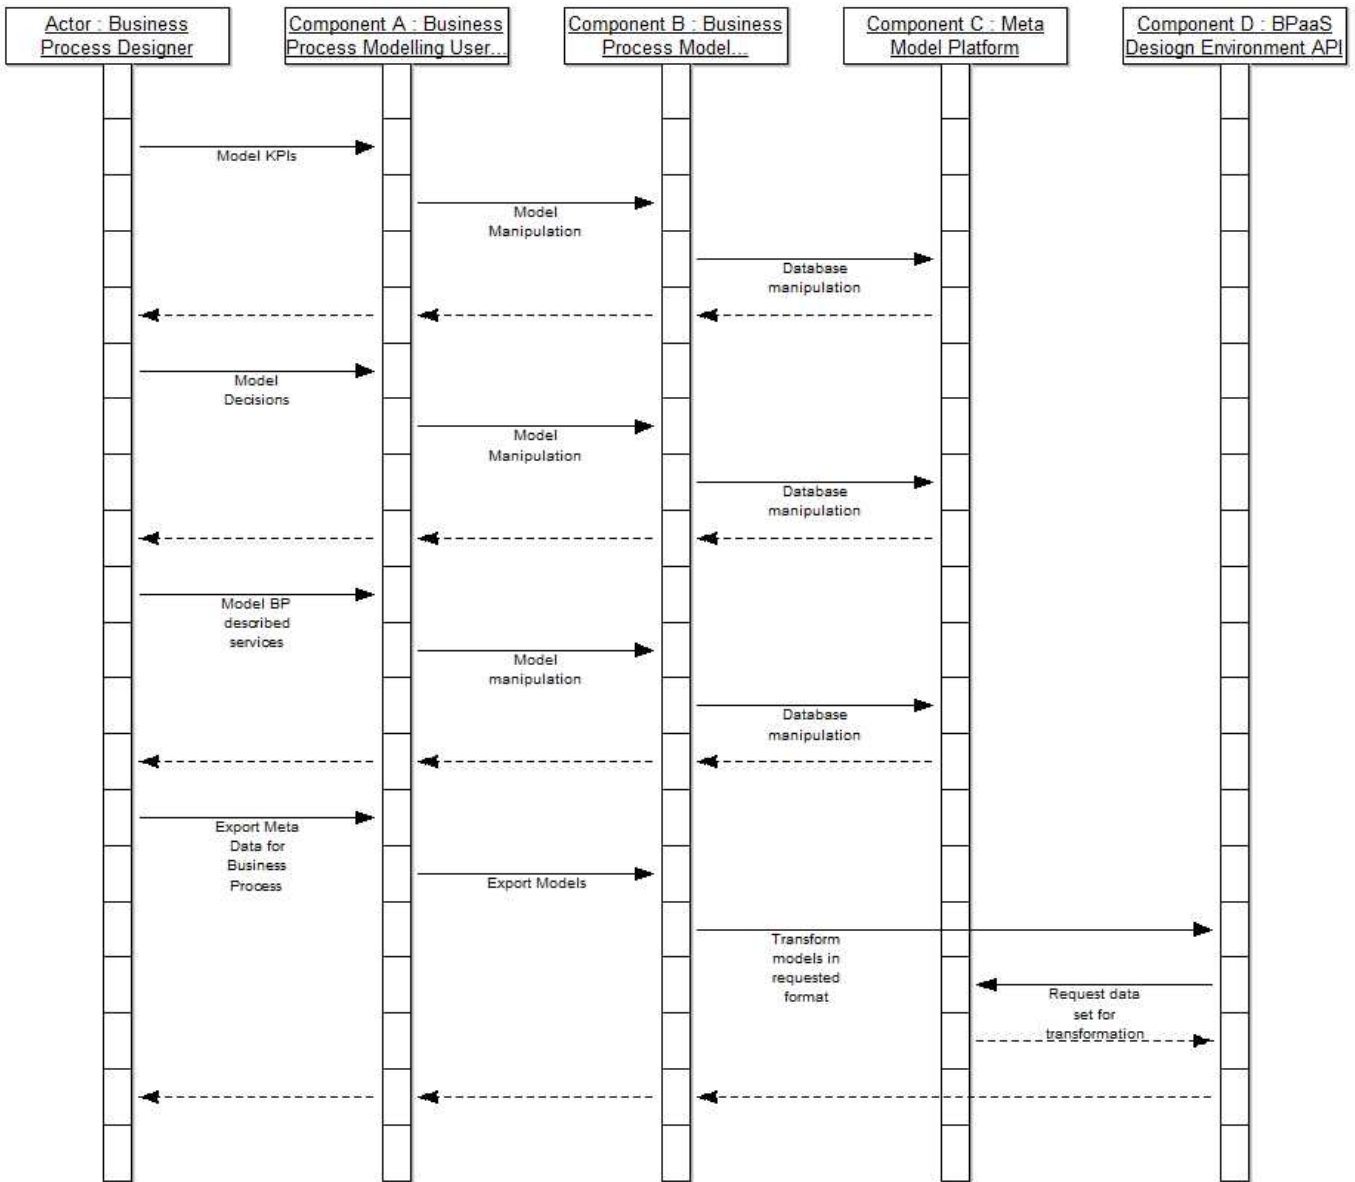 Actor : Business
Process Designer
Component A : Business
Process Modelling User...
Component B : Business
Process Model...
Component C : Meta
Model Platform
Component D : BPaaS
Desiogn Environment API
Model KPIs
Model
Manipulation
Database
manipulation
Model
Decisions
Model
Manipulation
Database
manipulation
Model BP
described
services
Model
manipulation
Database
manipulation
Export Meta
Data for
Business
Process
Export Models
Transform
models in
requested
format
Request data
set for
transformation